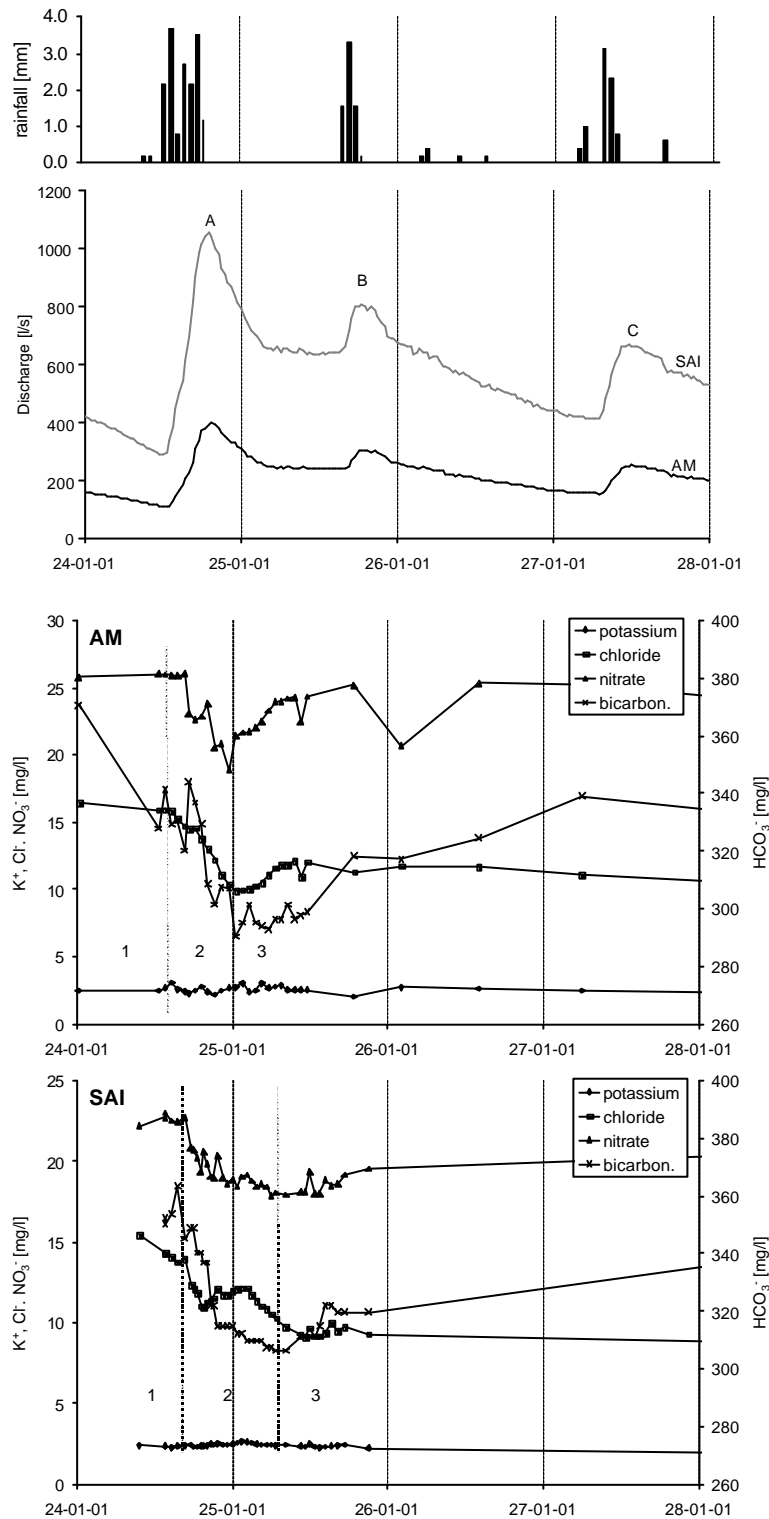 rainfall [mm]
4.0
3.0
2.0
1.0
0.0
Discharge [l/s]
1200
1000
800
600
400
200
0
A
B
C
SAI
AM
24-01-01 25-01-01 26-01-01 27-01-01 28-01-01
AM
K⁺, Cl⁻. NO₃⁻ [mg/l]
30
25
20
15
10
5
0
potassium
chloride
nitrate
bicarbon.
400
380
360
340
320
300
280
260
HCO₃⁻ [mg/l]
1 2 3
24-01-01 25-01-01 26-01-01 27-01-01 28-01-01
SAI
K⁺, Cl⁻. NO₃⁻ [mg/l]
25
20
15
10
5
0
potassium
chloride
nitrate
bicarbon.
400
380
360
340
320
300
280
260
HCO₃⁻ [mg/l]
1 2 3
24-01-01 25-01-01 26-01-01 27-01-01 28-01-01